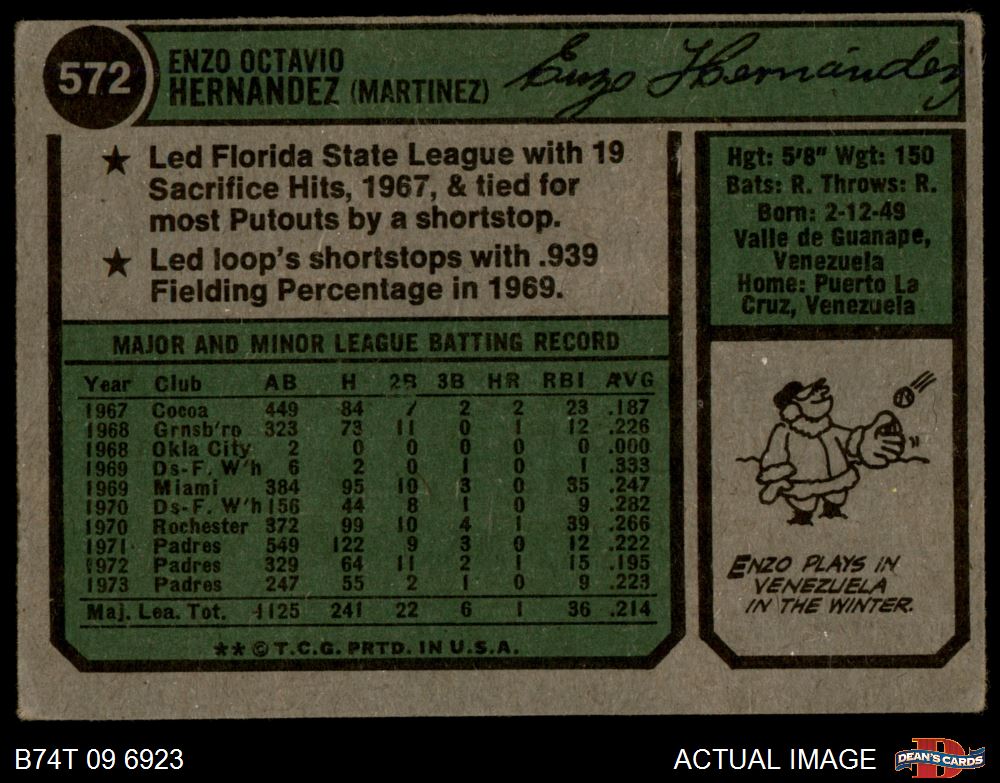 572
ENZO OCTAVIO
HERNANDEZ (MARTINEZ)
Enzo Hernández
★ Led Florida State League with 19
Sacrifice Hits, 1967, & tied for
most Putouts by a shortstop.
★ Led loop's shortstops with .939
Fielding Percentage in 1969.
Hgt: 5'8" Wgt: 150
Bats: R. Throws: R.
Born: 2-12-49
Valle de Guanape,
Venezuela
Home: Puerto La
Cruz, Venezuela
MAJOR AND MINOR LEAGUE BATTING RECORD
Year Club AB H 2B 3B HR RBI AVG
1967 Cocoa 449 84 7 2 2 23 .187
1968 Grnsb'ro 323 73 11 0 1 12 .226
1968 Okla City 2 0 0 0 0 0 .000
1969 Ds-F. W'h 6 2 0 1 0 1 .333
1969 Miami 384 95 10 3 0 35 .247
1970 Ds-F. W'h 156 44 8 1 0 9 .282
1970 Rochester 372 99 10 4 1 39 .266
1971 Padres 549 122 9 3 0 12 .222
1972 Padres 329 64 11 2 1 15 .195
1973 Padres 247 55 2 1 0 9 .223
Maj. Lea. Tot. 1125 241 22 6 1 36 .214
** © T.C.G. PRTD. IN U.S.A.
ENZO PLAYS IN
VENEZUELA
IN THE WINTER.
B74T 09 6923
ACTUAL IMAGE
DEAN'S CARDS